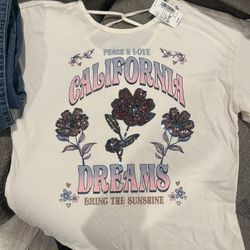 PEACE & LOVE
CALIFORNIA
DREAMS
BRING THE SUNSHINE